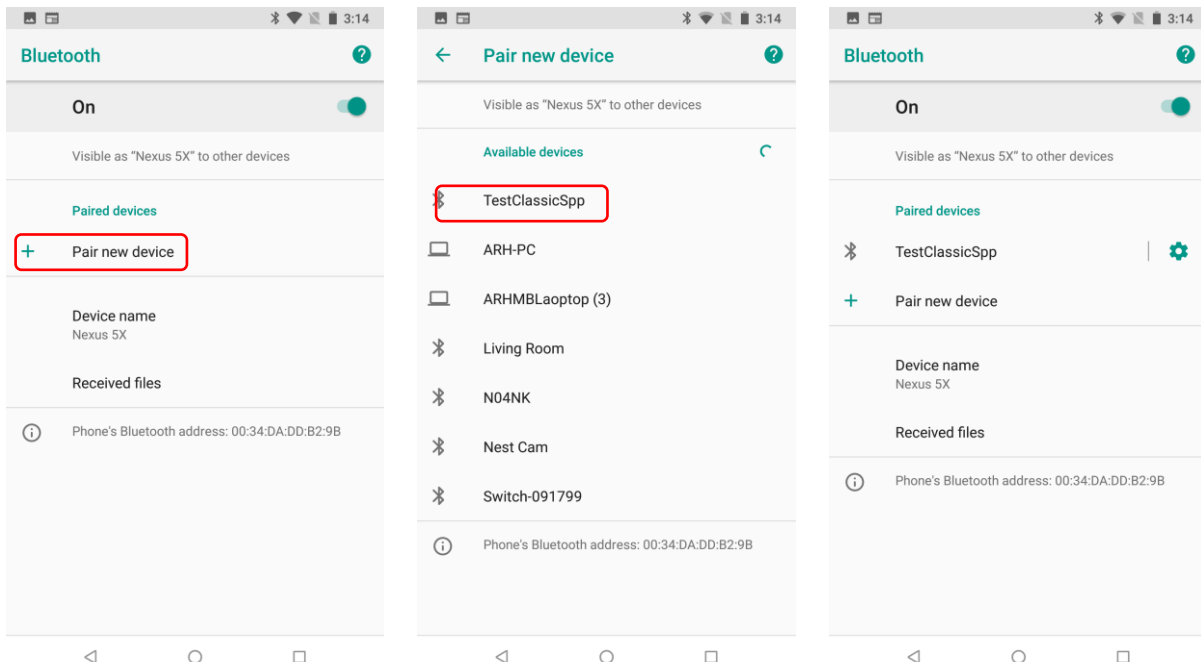 3:14
Bluetooth
On
Visible as “Nexus 5X” to other devices
Paired devices
Pair new device
Device name
Nexus 5X
Received files
Phone's Bluetooth address: 00:34:DA:DD:B2:9B
3:14
Pair new device
Visible as “Nexus 5X” to other devices
Available devices
TestClassicSpp
ARH-PC
ARHMBLaoptop (3)
Living Room
N04NK
Nest Cam
Switch-091799
Phone's Bluetooth address: 00:34:DA:DD:B2:9B
3:14
Bluetooth
On
Visible as “Nexus 5X” to other devices
Paired devices
TestClassicSpp
Pair new device
Device name
Nexus 5X
Received files
Phone's Bluetooth address: 00:34:DA:DD:B2:9B